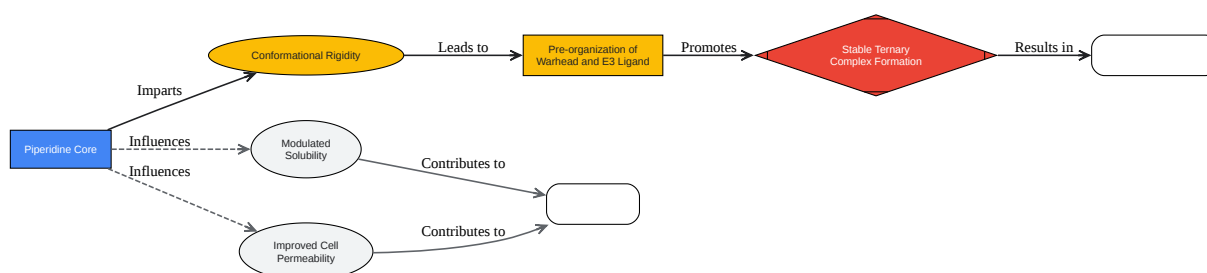 Conformational Rigidity
Leads to
Pre-organization of
Warhead and E3 Ligand
Promotes
Stable Ternary
Complex Formation
Results in
Imparts
Piperidine Core
Influences
Modulated
Solubility
Contributes to
Influences
Improved Cell
Permeability
Contributes to